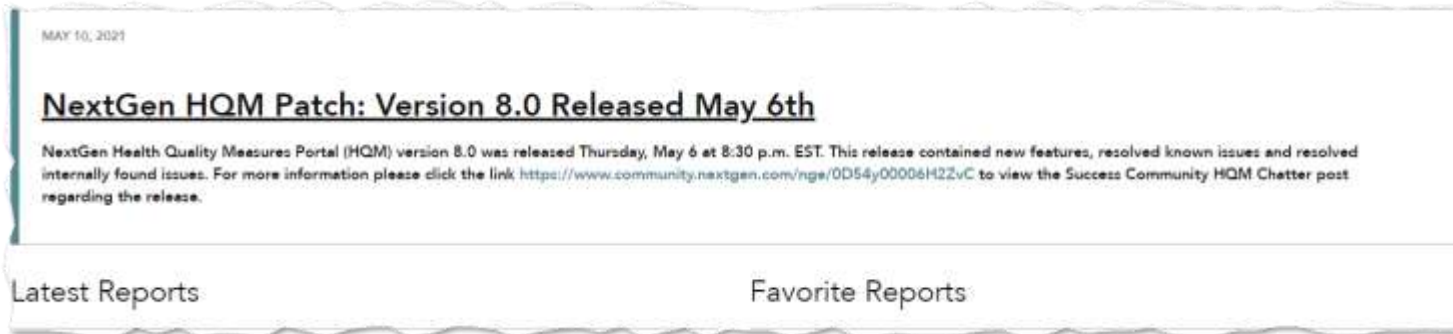 MAY 10, 2021
NextGen HQM Patch: Version 8.0 Released May 6th
NextGen Health Quality Measures Portal (HQM) version 8.0 was released Thursday, May 6 at 8:30 p.m. EST. This release contained new features, resolved known issues and resolved
internally found issues. For more information please click the link https://www.community.nextgen.com/nge/0D54y00006H2ZvC to view the Success Community HQM Chatter post
regarding the release.
Latest Reports
Favorite Reports